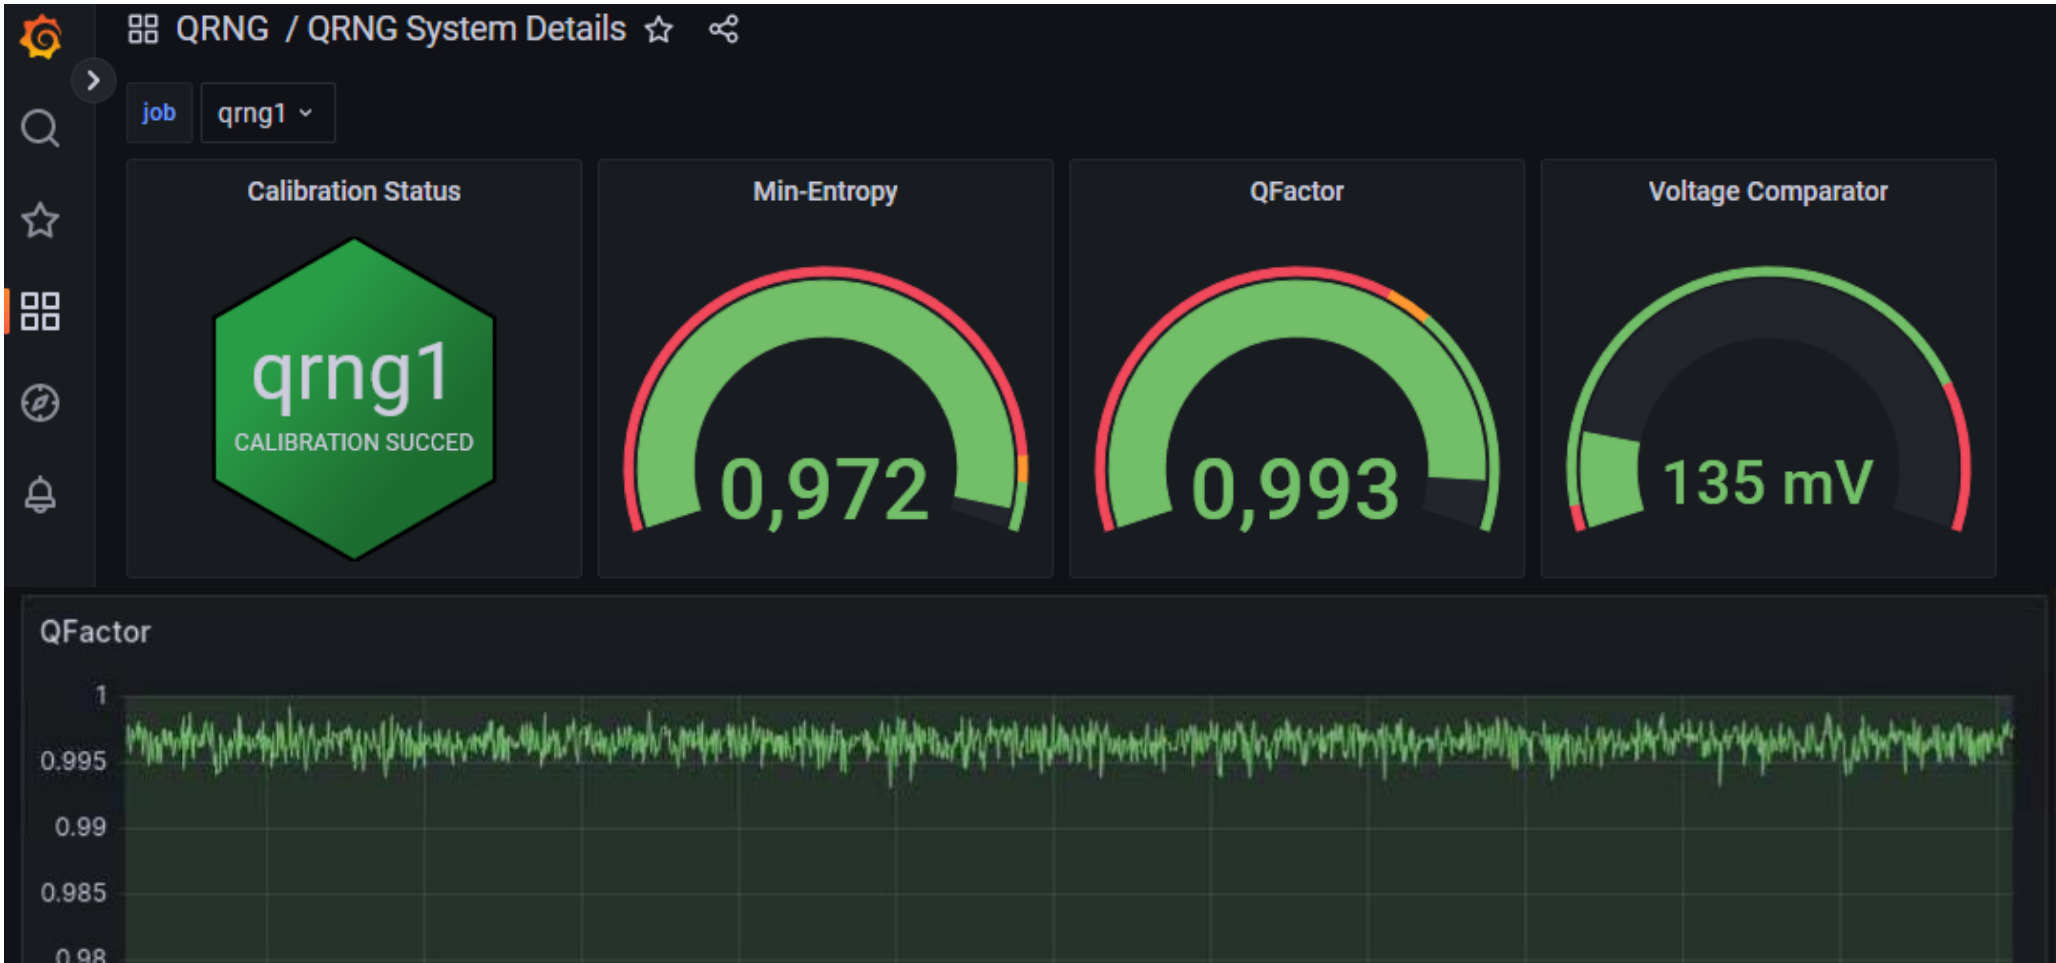 QRNG / QRNG System Details
job qrng1
Calibration Status
qrng1
CALIBRATION SUCCED
Min-Entropy
0,972
QFactor
0,993
Voltage Comparator
135 mV
QFactor
1
0.995
0.99
0.985
0.98